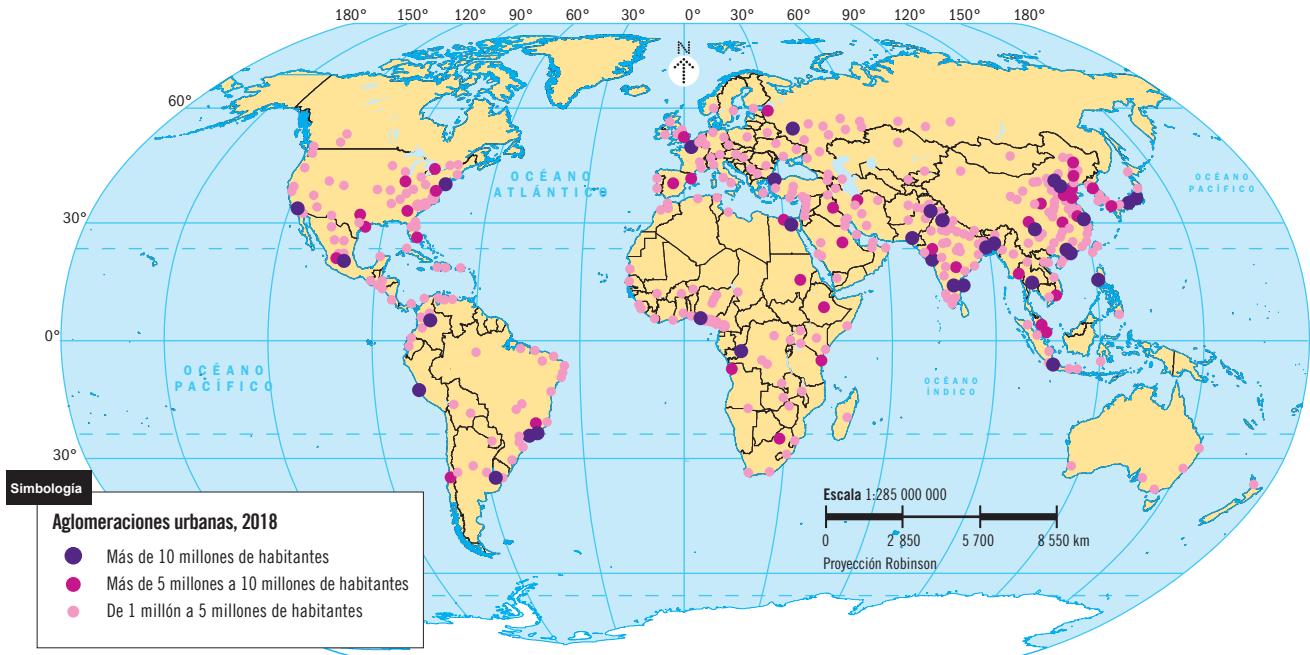 180° 150° 120° 90° 60° 30° 0° 30° 60° 90° 120° 150° 180°
N
60°
OCÉANO
ATLÁNTICO
OCÉANO
PACÍFICO
30°
0°
OCÉANO
PACÍFICO
OCÉANO
ÍNDICO
30°
Simbología
Aglomeraciones urbanas, 2018
Más de 10 millones de habitantes
Más de 5 millones a 10 millones de habitantes
De 1 millón a 5 millones de habitantes
Escala 1:285 000 000
0 2 850 5 700 8 550 km
Proyección Robinson